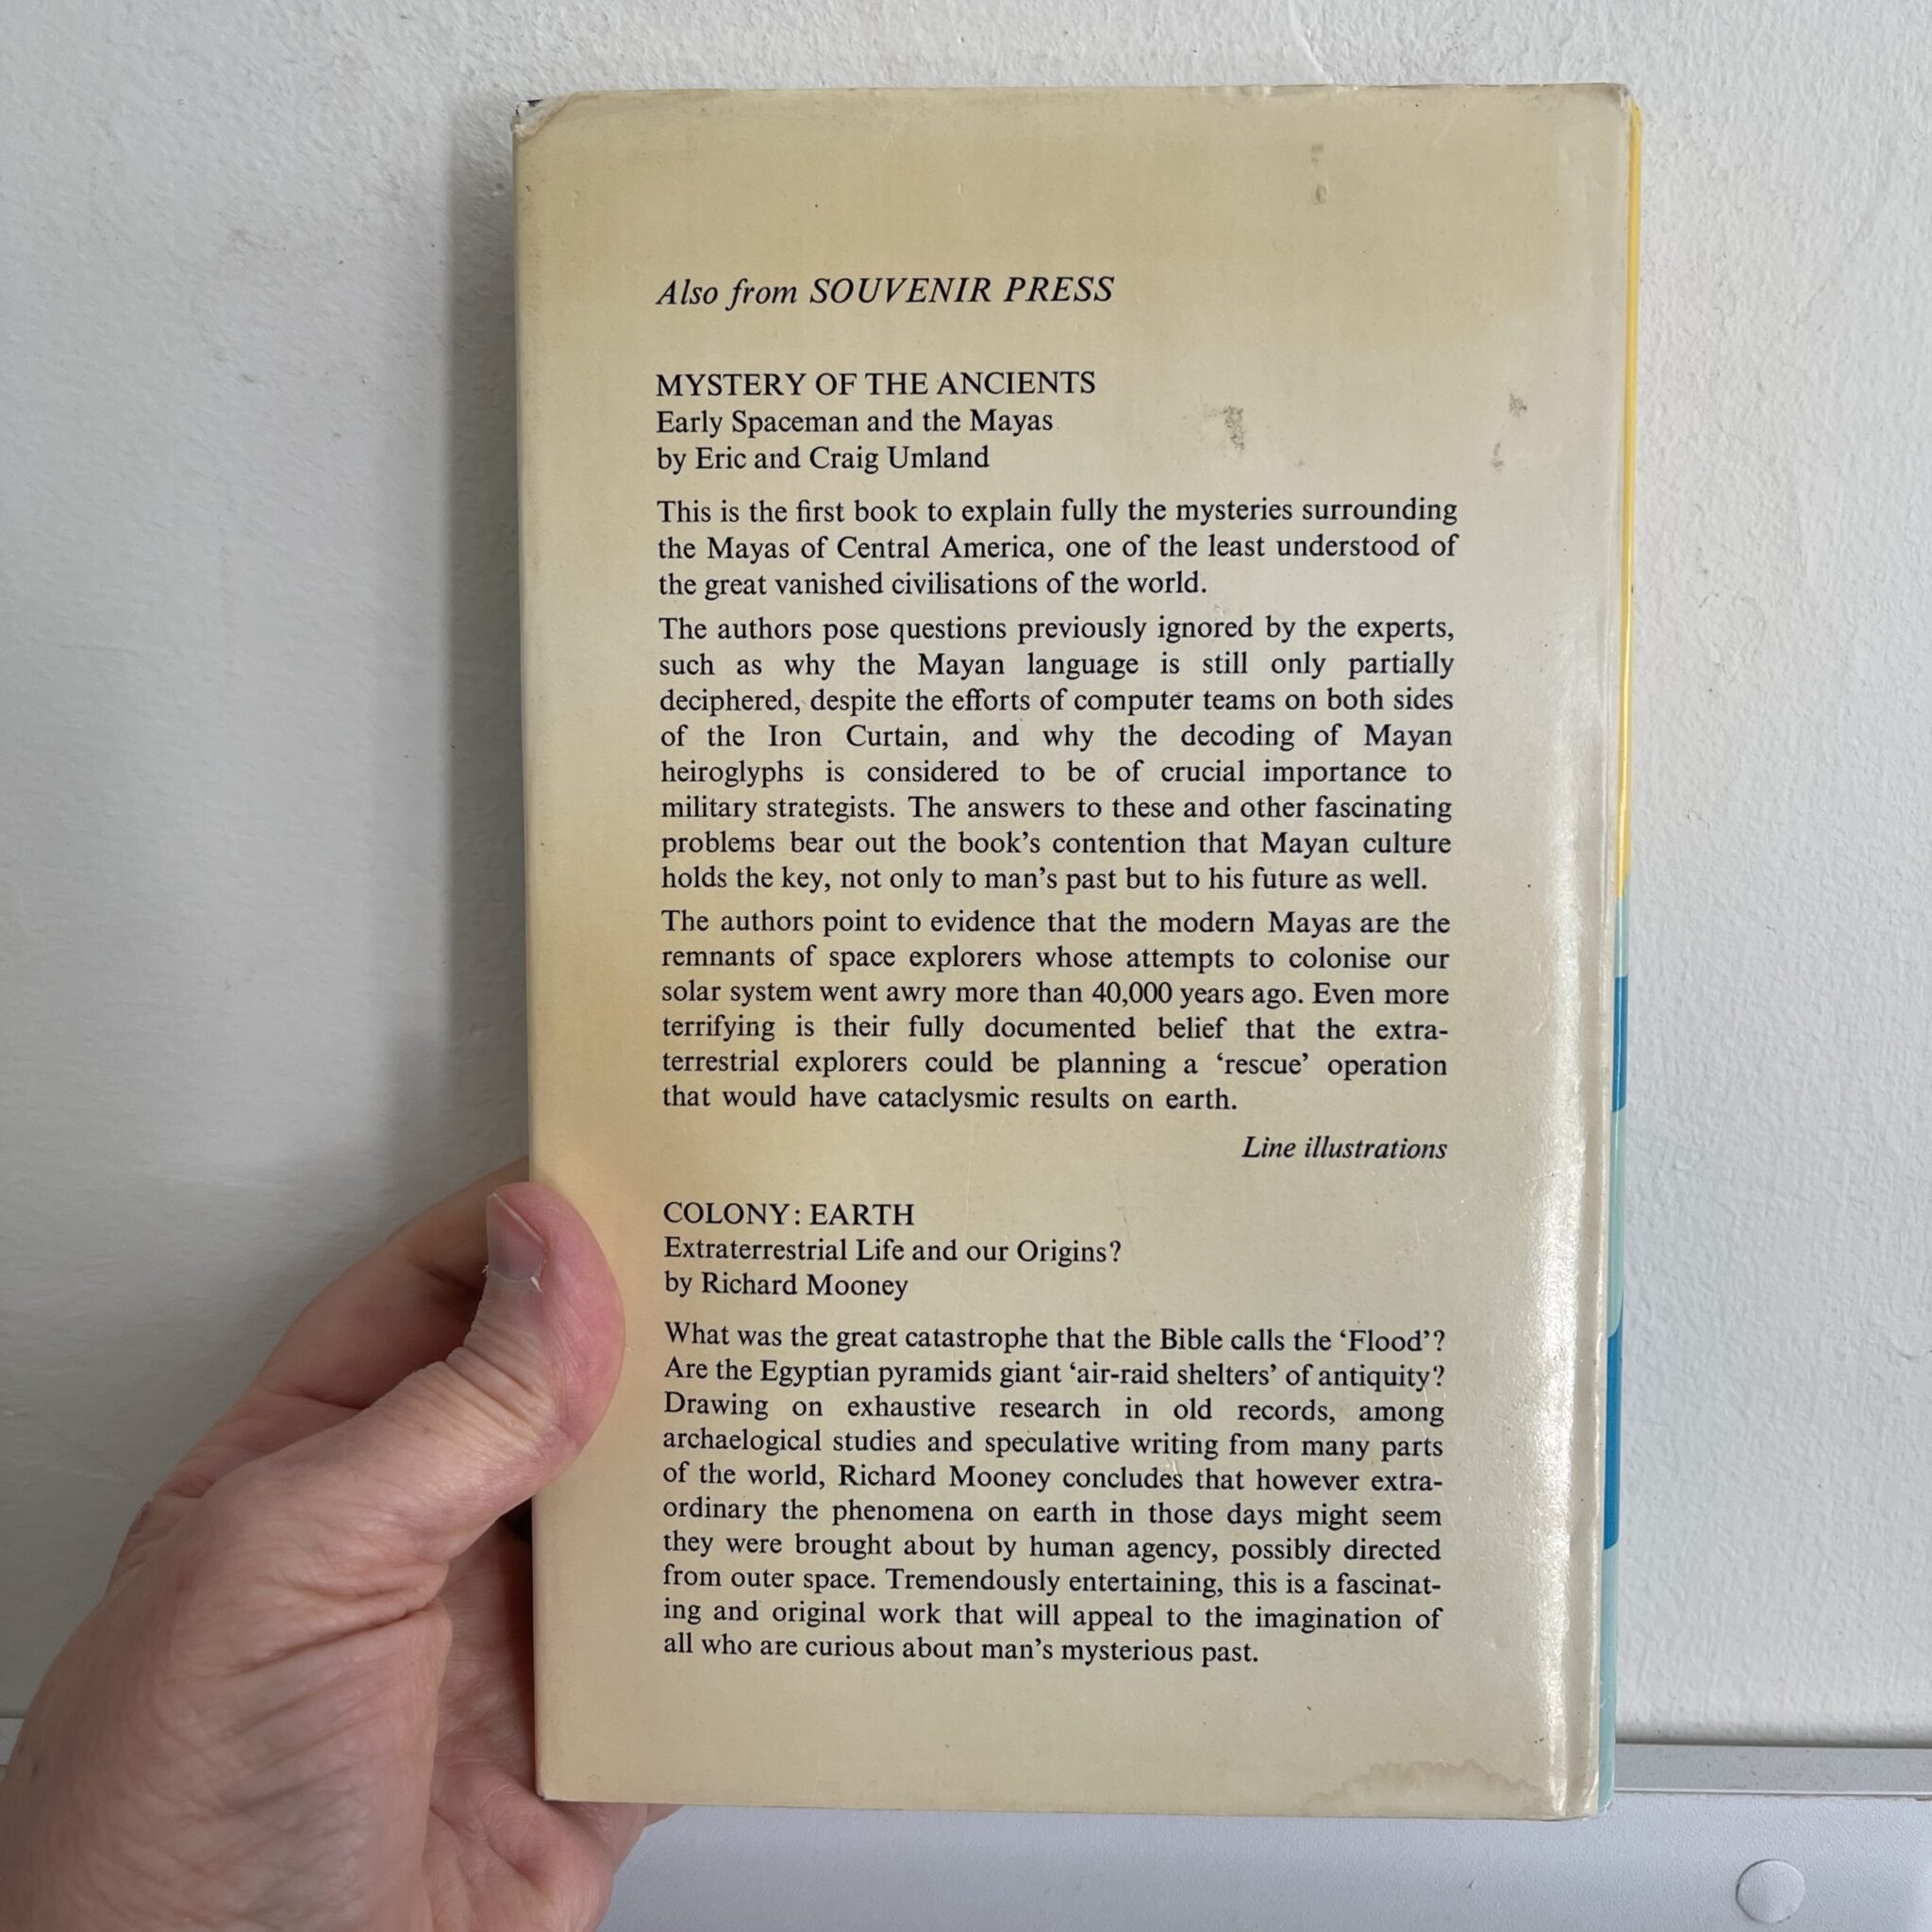 Also from SOUVENIR PRESS
MYSTERY OF THE ANCIENTS
Early Spaceman and the Mayas
by Eric and Craig Umland
This is the first book to explain fully the mysteries surrounding
the Mayas of Central America, one of the least understood of
the great vanished civilisations of the world.
The authors pose questions previously ignored by the experts,
such as why the Mayan language is still only partially
deciphered, despite the efforts of computer teams on both sides
of the Iron Curtain, and why the decoding of Mayan
heiroglyphs is considered to be of crucial importance to
military strategists. The answers to these and other fascinating
problems bear out the book's contention that Mayan culture
holds the key, not only to man's past but to his future as well.
The authors point to evidence that the modern Mayas are the
remnants of space explorers whose attempts to colonise our
solar system went awry more than 40,000 years ago. Even more
terrifying is their fully documented belief that the extra-
terrestrial explorers could be planning a ‘rescue’ operation
that would have cataclysmic results on earth.
Line illustrations
COLONY: EARTH
Extraterrestrial Life and our Origins?
by Richard Mooney
What was the great catastrophe that the Bible calls the ‘Flood’?
Are the Egyptian pyramids giant ‘air-raid shelters’ of antiquity?
Drawing on exhaustive research in old records, among
archaelogical studies and speculative writing from many parts
of the world, Richard Mooney concludes that however extra-
ordinary the phenomena on earth in those days might seem
they were brought about by human agency, possibly directed
from outer space. Tremendously entertaining, this is a fascinat-
ing and original work that will appeal to the imagination of
all who are curious about man's mysterious past.